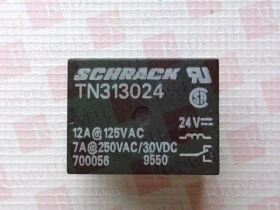 SCHRACK
TN313024
12A@125VAC
24V
7A@250VAC/30VDC
700056 9550